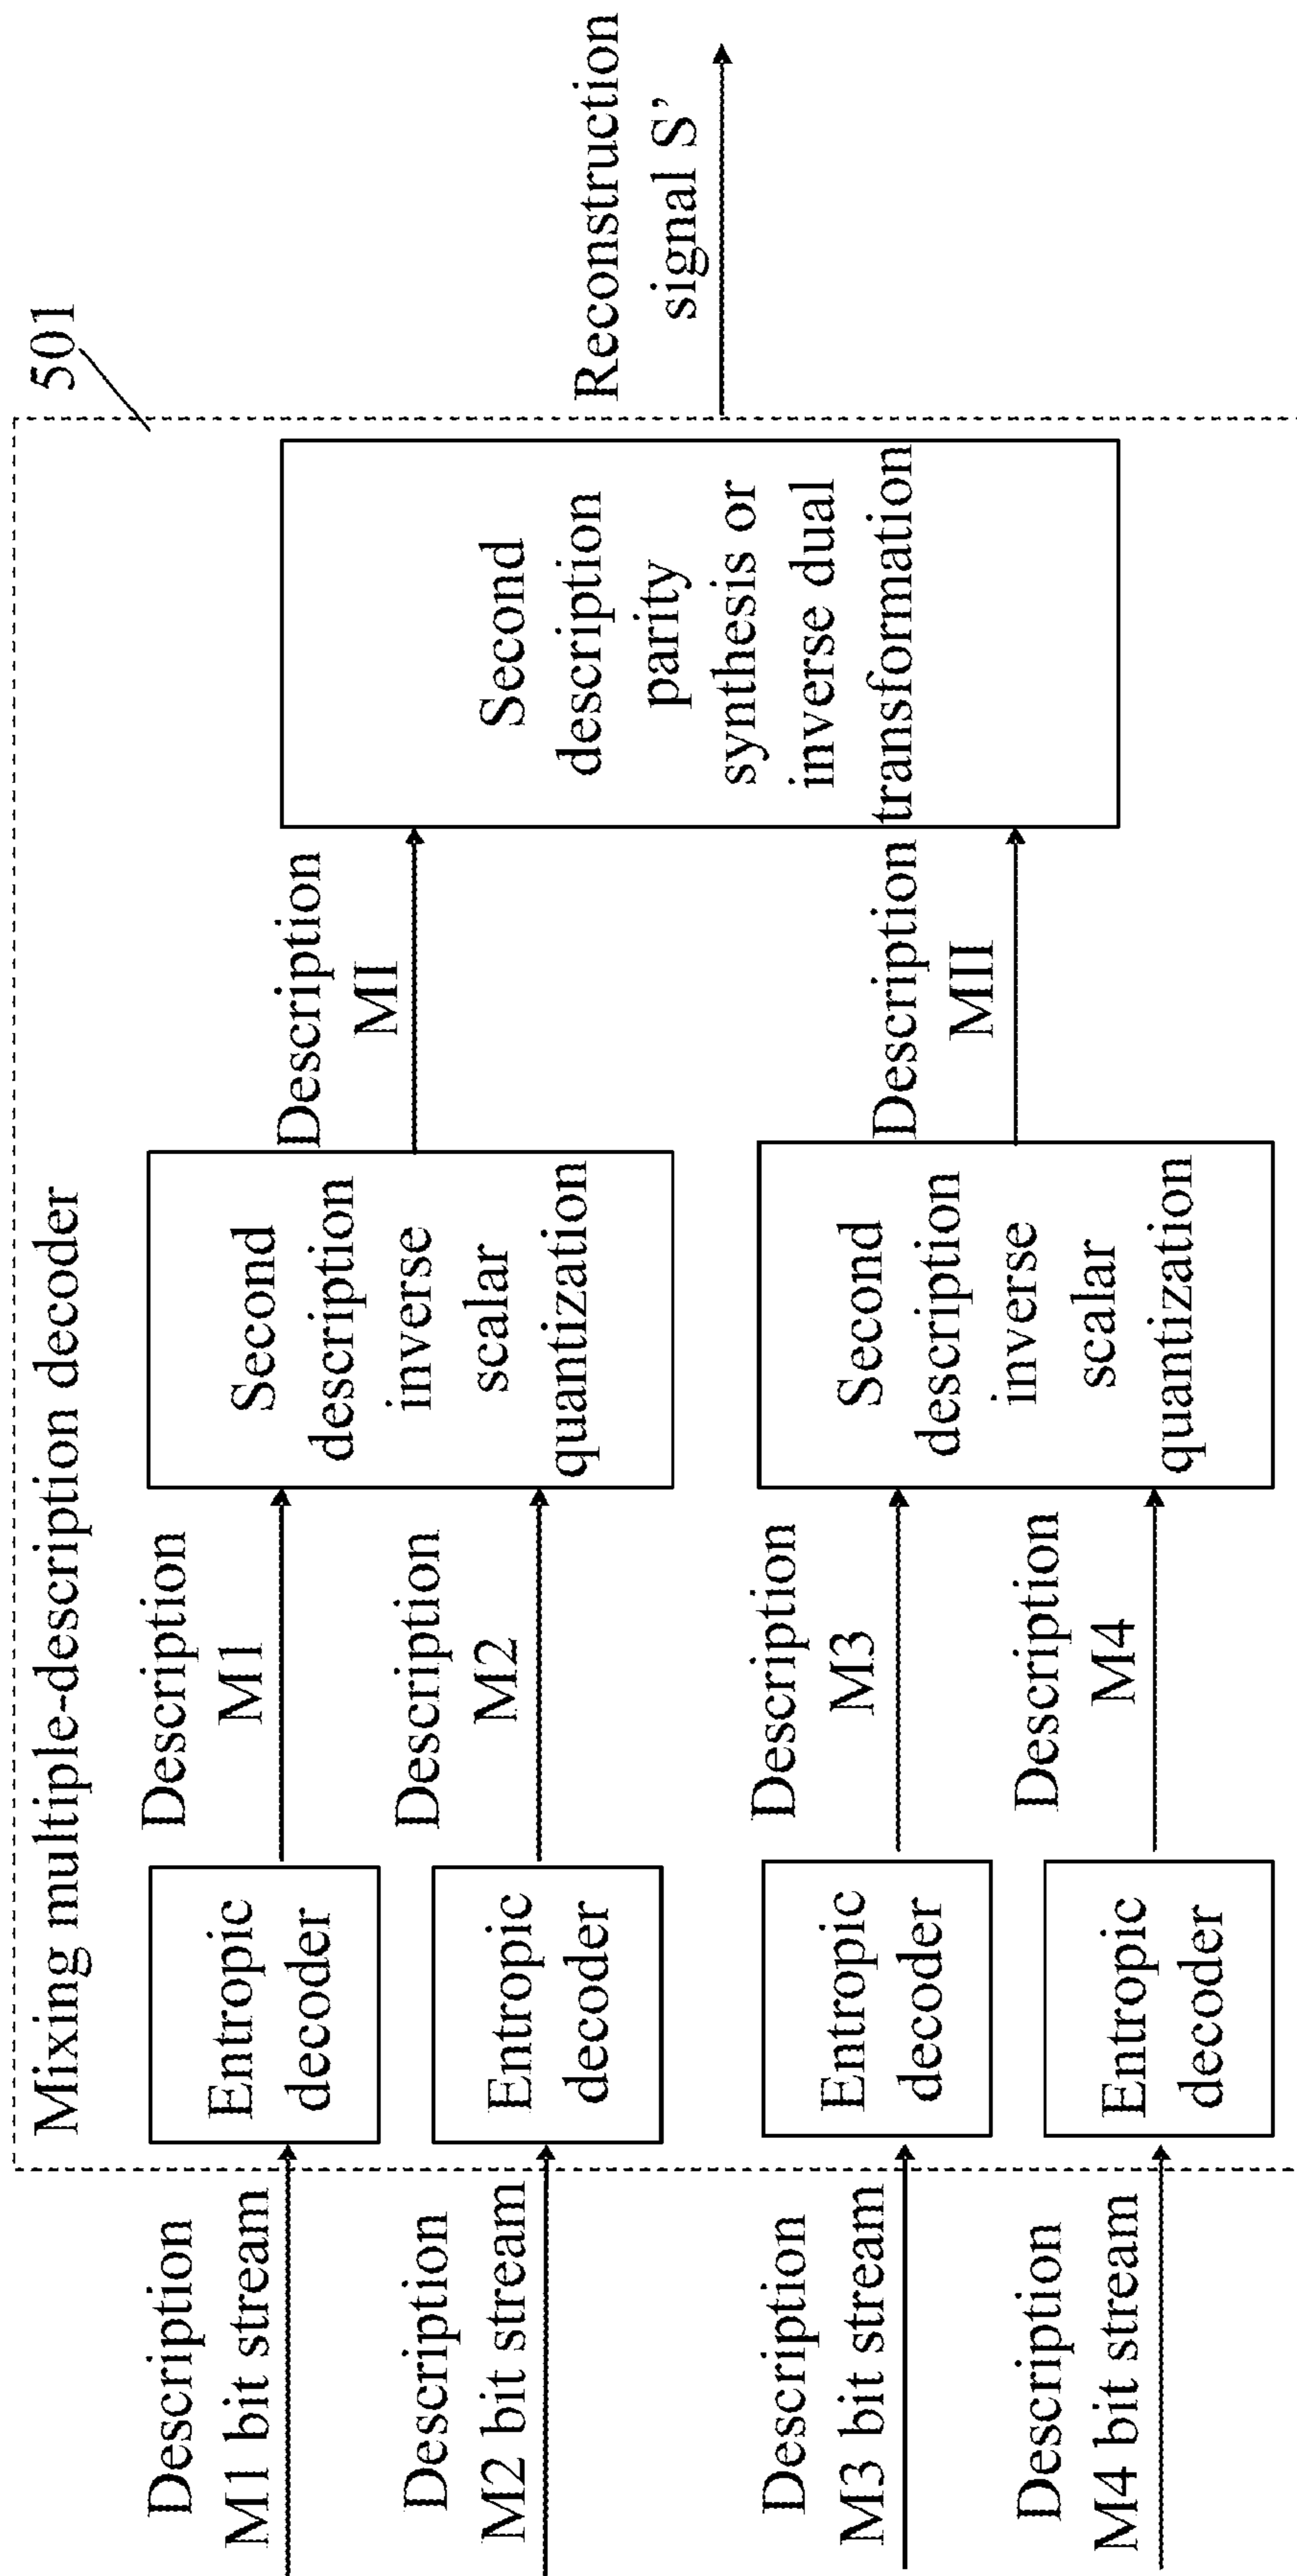 Mixing multiple-description decoder
501
Description
M1 bit stream
Entropic
decoder
Description
M1
Description
M2 bit stream
Entropic
decoder
Description
M2
Second
description
inverse
scalar
quantization
Description
MI
Description
M3 bit stream
Entropic
decoder
Description
M3
Description
M4 bit stream
Entropic
decoder
Description
M4
Second
description
inverse
scalar
quantization
Description
MII
Second
description
parity
synthesis or
inverse dual
transformation
Reconstruction
signal S’